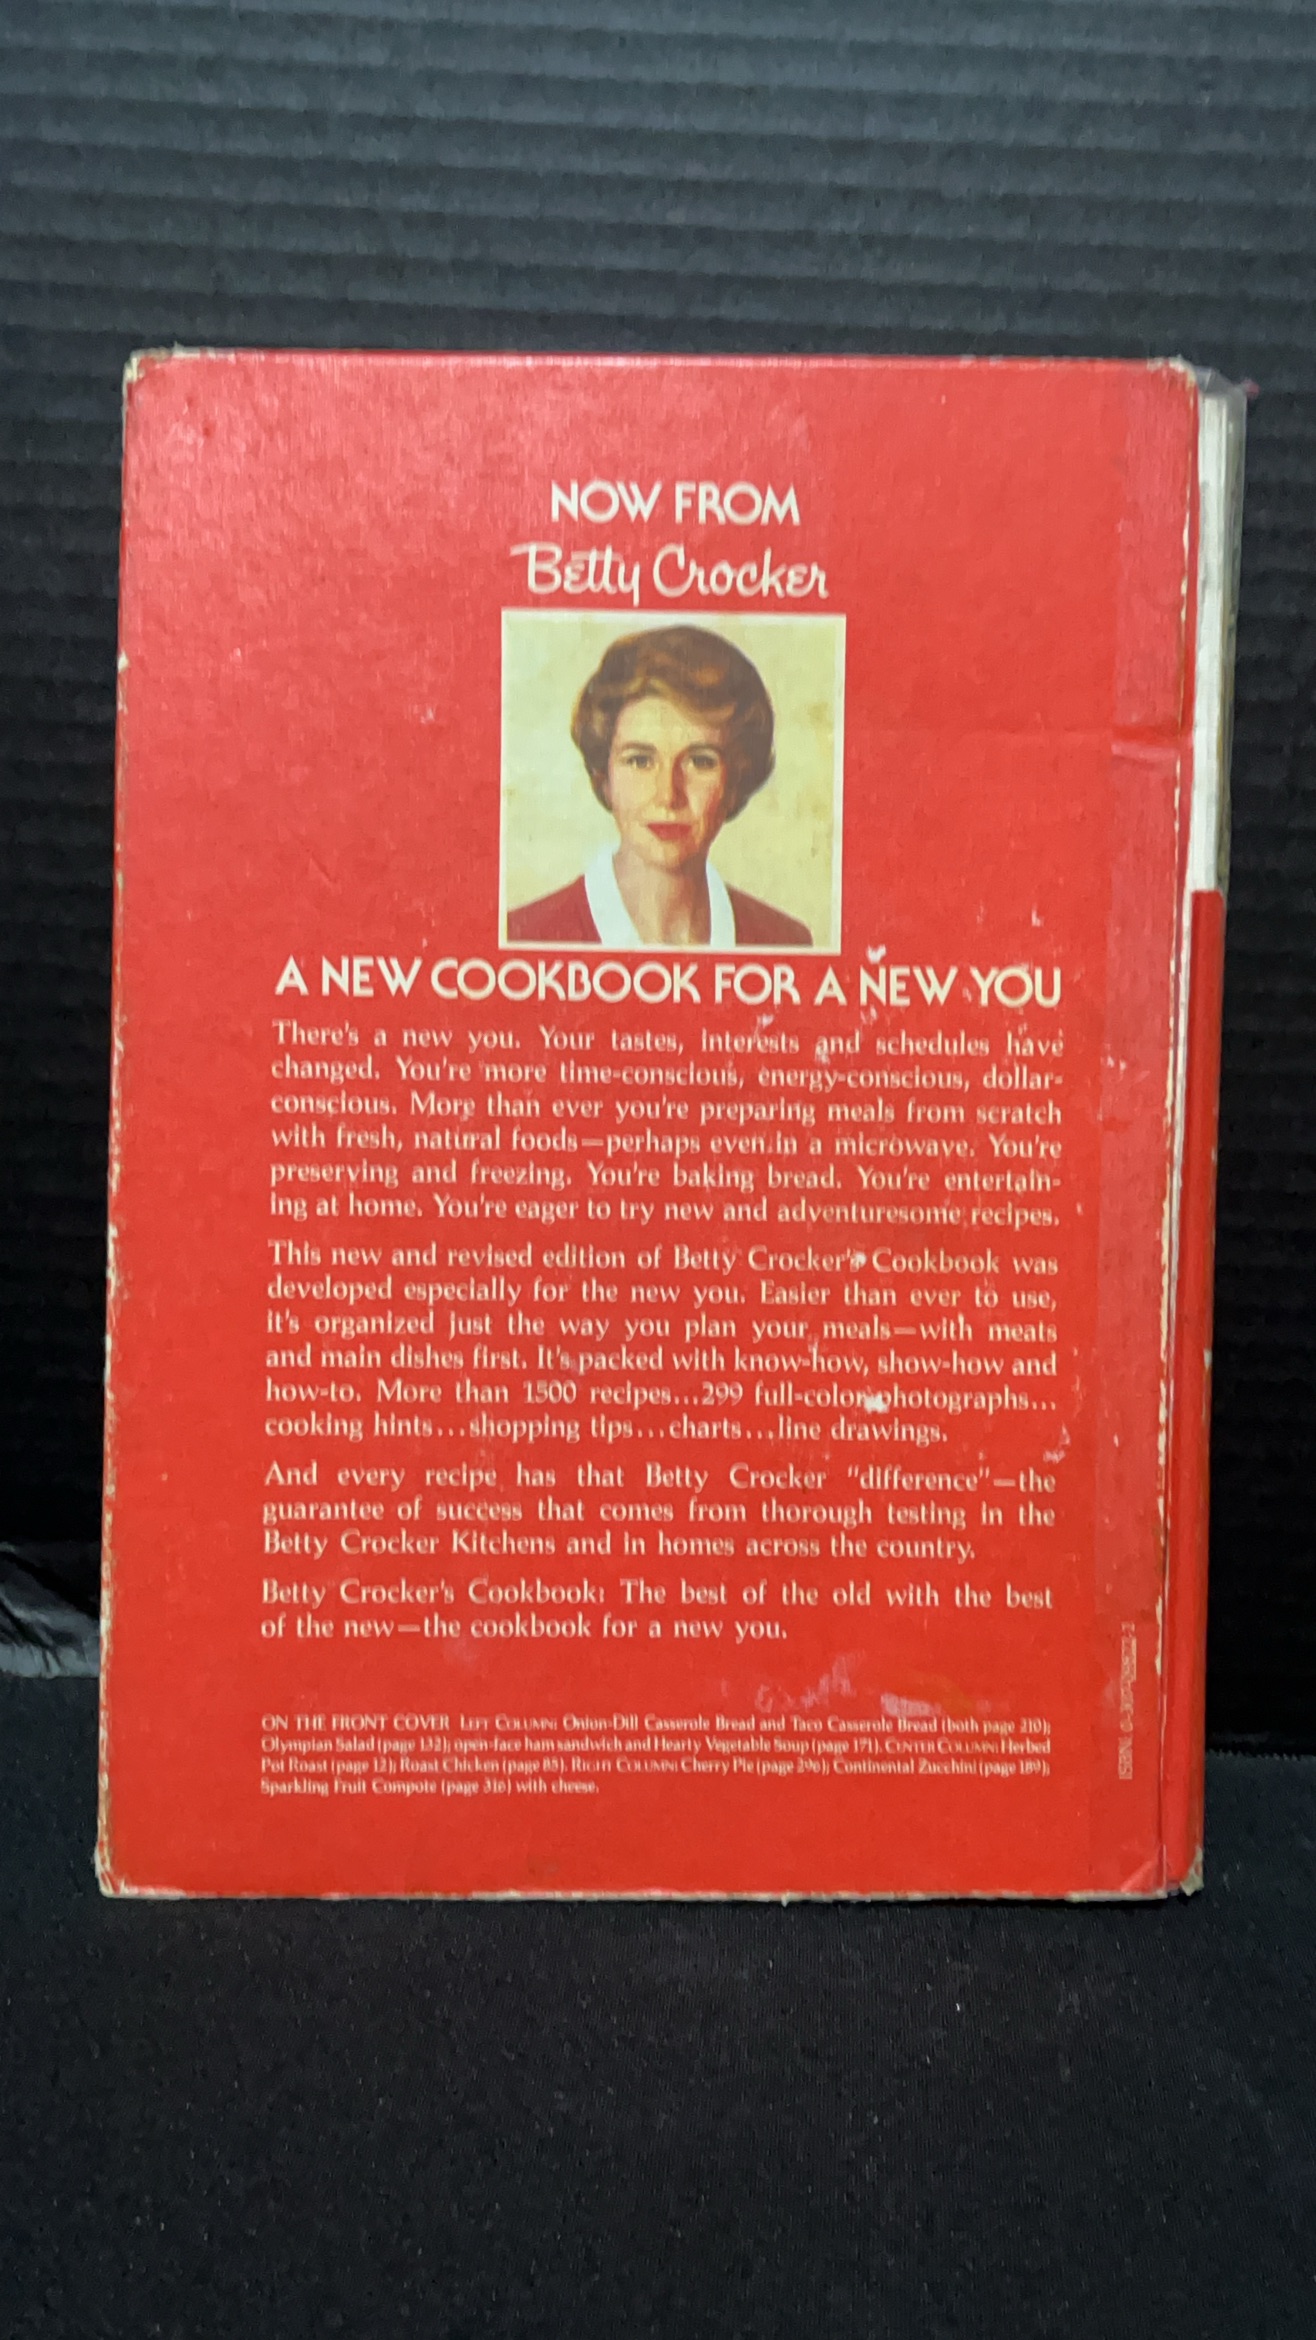 NOW FROM
Betty Crocker
A NEW COOKBOOK FOR A NEW YOU
There's a new you. Your tastes, interests and schedules have
changed. You're more time-conscious, energy-conscious, dollar-
conscious. More than ever you're preparing meals from scratch
with fresh, natural foods—perhaps even in a microwave. You're
preserving and freezing. You're baking bread. You're entertain-
ing at home. You're eager to try new and adventuresome recipes.
This new and revised edition of Betty Crocker's Cookbook was
developed especially for the new you. Easier than ever to use,
it's organized just the way you plan your meals—with meats
and main dishes first. It's packed with know-how, show-how and
how-to. More than 1500 recipes...299 full-color photographs...
cooking hints...shopping tips...charts...line drawings.
And every recipe has that Betty Crocker "difference"—the
guarantee of success that comes from thorough testing in the
Betty Crocker Kitchens and in homes across the country.
Betty Crocker's Cookbook: The best of the old with the best
of the new—the cookbook for a new you.
ON THE FRONT COVER LEFT COLUMN: Onion-Dill Casserole Bread and Taco Casserole Bread (both page 210);
Olympian Salad (page 132); open-face ham sandwich and Hearty Vegetable Soup (page 171). CENTER COLUMN: Herbed
Pot Roast (page 12); Roast Chicken (page 85). RIGHT COLUMN: Cherry Pie (page 296); Continental Zucchini (page 189);
Sparkling Fruit Compote (page 316) with cheese.